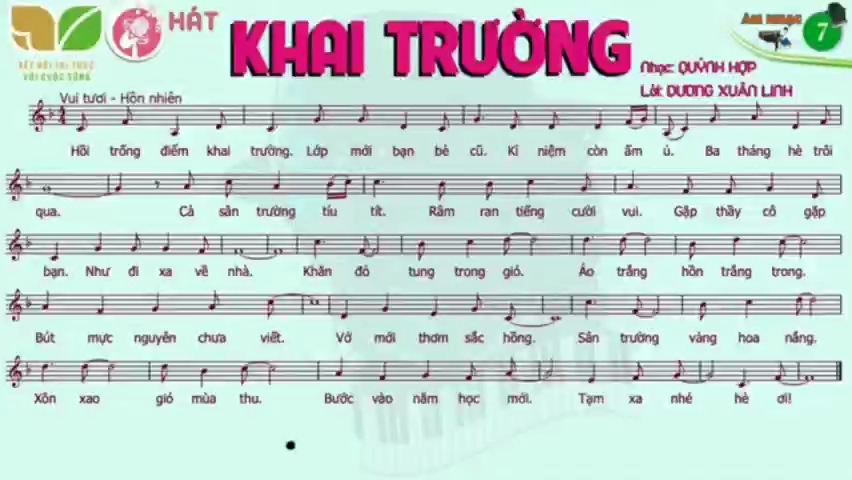 KẾT NỐI TRI THỨC
VỚI CUỘC SỐNG
HÁT
KHAI TRƯỜNG
Âm nhạc 7
Nhạc: QUỲNH HỢP
Lời: DƯƠNG XUÂN LINH
Vui tươi - Hồn nhiên
Hồi trống điểm khai trường. Lớp mới bạn bè cũ. Kỉ niệm còn ấm ủ. Ba tháng hè trôi
qua. Cả sân trường tíu tít. Râm ran tiếng cười vui. Gặp thầy cô gặp
bạn. Như đi xa về nhà. Khăn đỏ tung trong gió. Áo trắng hồn trắng trong.
Bút mực nguyên chưa viết. Vở mới thơm sắc hồng. Sân trường vàng hoa nắng.
Xôn xao gió mùa thu. Bước vào năm học mới. Tạm xa nhé hè ơi!